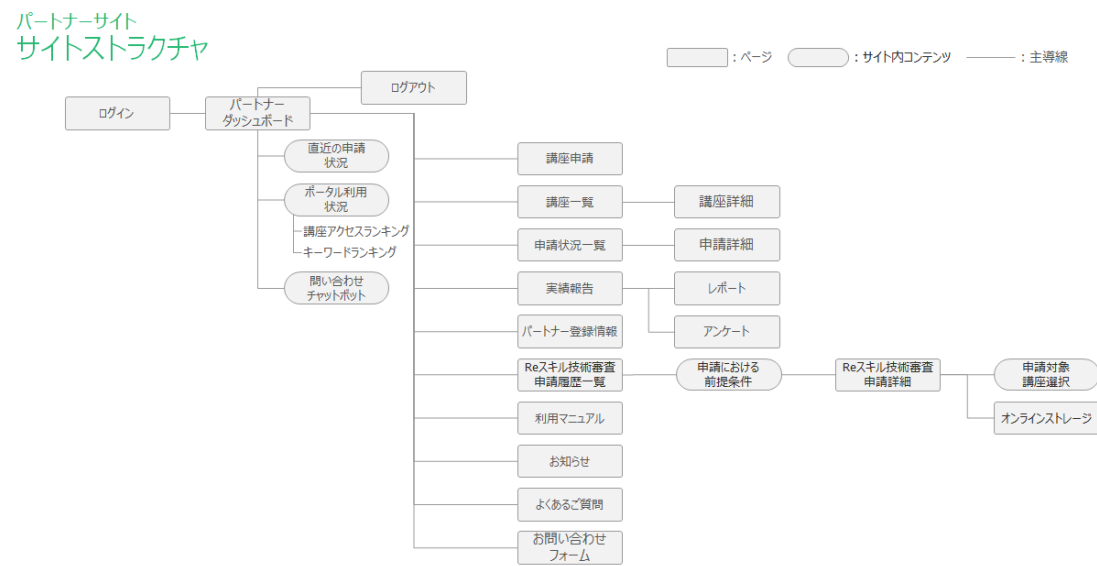 パートナーサイト
サイトストラクチャ
：ページ
：サイト内コンテンツ
：主導線
ログアウト
ログイン
パートナー
ダッシュボード
直近の申請
状況
ポータル利用
状況
講座アクセスランキング
キーワードランキング
問い合わせ
チャットボット
講座申請
講座一覧
講座詳細
申請状況一覧
申請詳細
実績報告
レポート
アンケート
パートナー登録情報
Reスキル技術審査
申請履歴一覧
申請における
前提条件
Reスキル技術審査
申請詳細
申請対象
講座選択
オンラインストレージ
利用マニュアル
お知らせ
よくあるご質問
お問い合わせ
フォーム